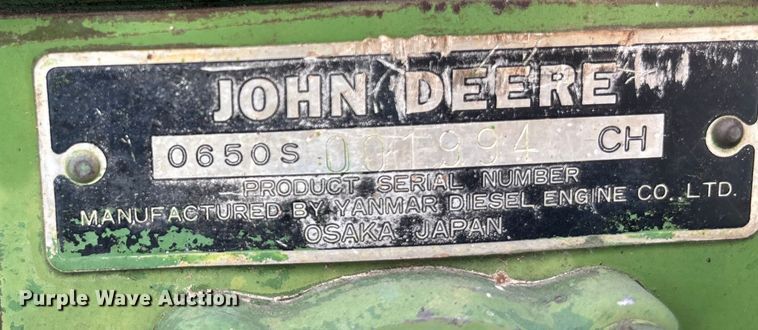 JOHN DEERE
0650S 001994 CH
PRODUCT SERIAL NUMBER
MANUFACTURED BY YANMAR DIESEL ENGINE CO. LTD.
OSAKA JAPAN
Purple Wave Auction